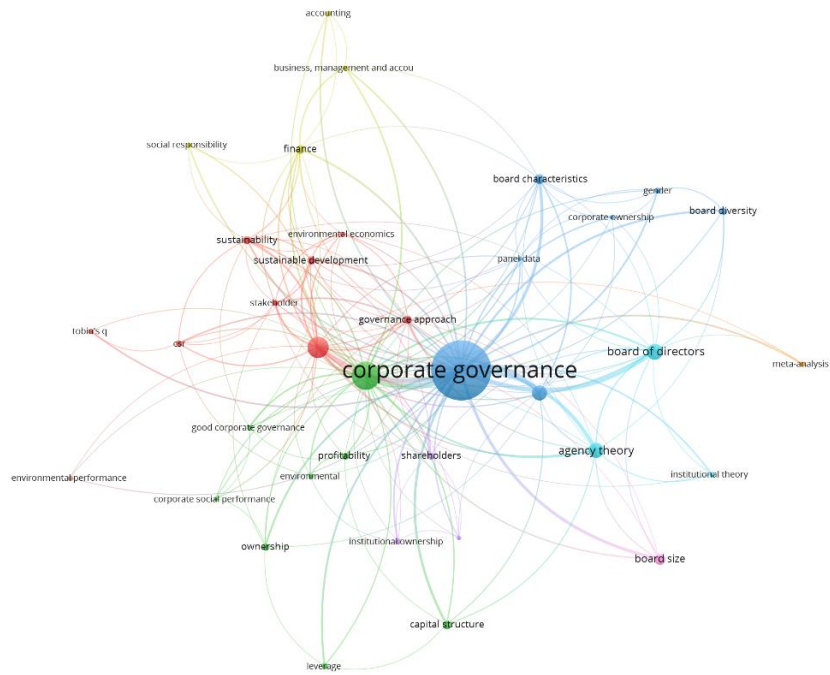 accounting
business, management and accou
social responsibility
finance
board characteristics
gender
corporate ownership
board diversity
sustainability
environmental economics
sustainable development
panel data
stakeholder
governance approach
tobin's q
csr
board of directors
corporate governance
meta-analysis
good corporate governance
profitability
shareholders
agency theory
environmental performance
environmental
institutional theory
corporate social performance
ownership
institutional ownership
board size
capital structure
leverage